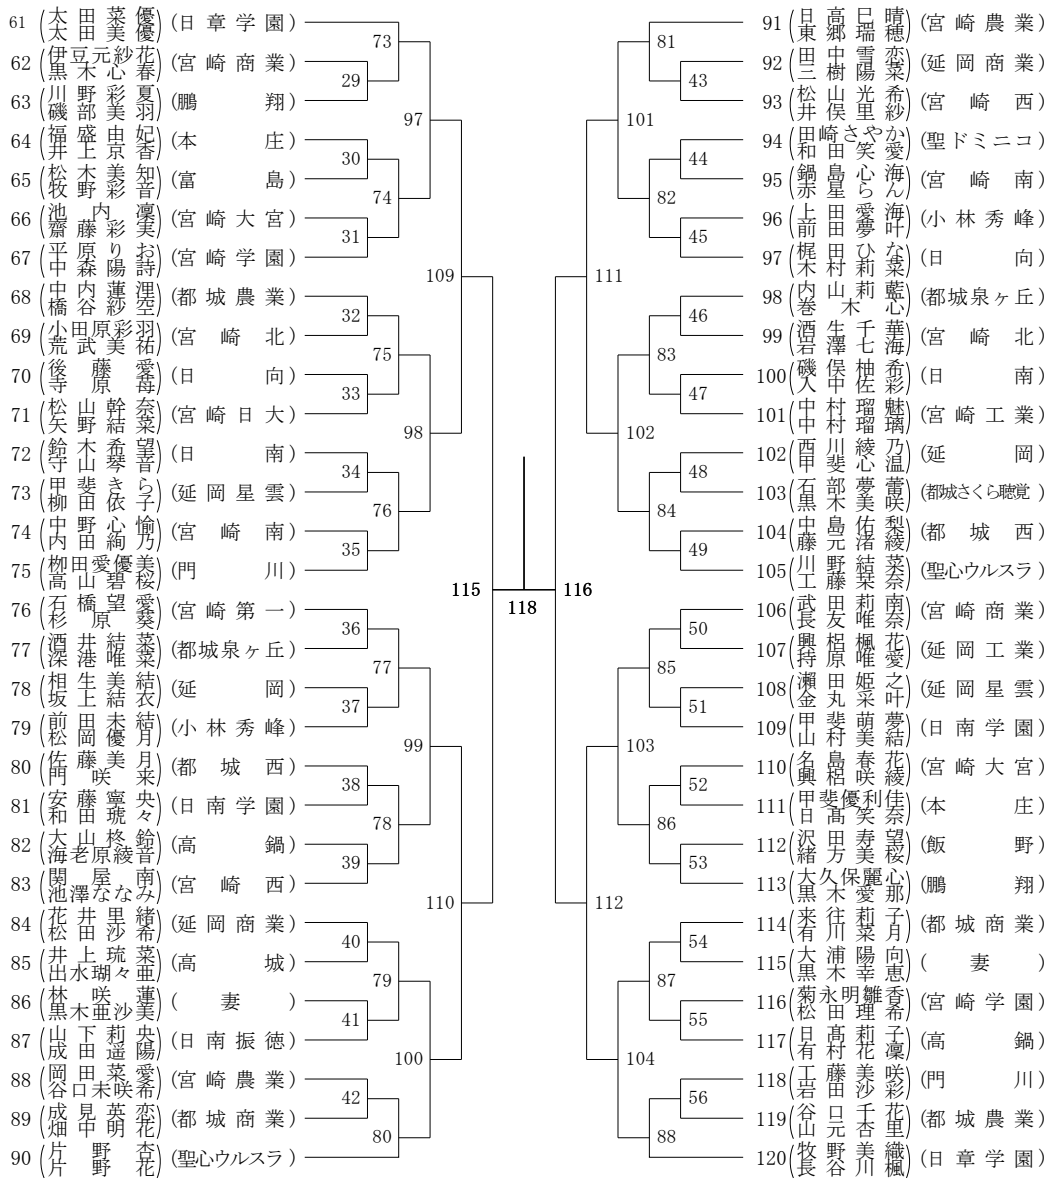 61 (太田菜優 太田美優) (日章学園)
62 (伊豆元紗花 黒木心春) (宮崎商業)
63 (川野彩夏 磯部美羽) (鵬翔)
64 (福盛由妃 井上京香) (本庄)
65 (松木美知 牧野彩音) (富島)
66 (池内凜 齋藤彩実) (宮崎大宮)
67 (平原りお 中森陽詩) (宮崎学園)
68 (中内蓮浬 橋谷紗空) (都城農業)
69 (小田原彩羽 荒武美祐) (宮崎北)
70 (後藤愛 寺原苺) (日向)
71 (松山幹奈 矢野結菜) (宮崎日大)
72 (鈴木希望 寺山琴音) (日南)
73 (甲斐きら 柳田依子) (延岡星雲)
74 (中野心愉 内田絢乃) (宮崎南)
75 (栁田愛優美 高山碧桜) (門川)
76 (石橋望愛 杉原葵) (宮崎第一)
77 (酒井結菜 深港唯菜) (都城泉ヶ丘)
78 (相生美結 坂上結衣) (延岡)
79 (前田未結 松岡優月) (小林秀峰)
80 (佐藤美月 門咲来) (都城西)
81 (安藤寧央 和田琥々) (日南学園)
82 (大山柊鈴 海老原綾音) (高鍋)
83 (関屋南 池澤ななみ) (宮崎西)
84 (花井里緒 松田沙希) (延岡商業)
85 (井上琉菜 出水瑚々亜) (高城)
86 (林咲蓮 黒木亜沙美) (妻)
87 (山下莉央 成田遥陽) (日南振徳)
88 (岡田菜愛 谷口未咲希) (宮崎農業)
89 (成見英恋 畑中明花) (都城商業)
90 (片野杏 片野花) (聖心ウルスラ)
73
29
97
30
74
31
109
32
75
33
98
34
76
35
115
118
116
36
77
37
99
38
78
39
110
40
79
41
100
42
80
81
43
101
44
82
45
111
46
83
47
102
48
84
49
50
85
51
103
52
86
53
112
54
87
55
104
56
88
91 (日高巳晴 東郷瑞穂) (宮崎農業)
92 (田中雪恋 三樹陽菜) (延岡商業)
93 (松山光希 井俣里紗) (宮崎西)
94 (田崎さやか 和田笑愛) (聖ドミニコ)
95 (鍋島心海 赤星らん) (宮崎南)
96 (上田愛海 前田夢叶) (小林秀峰)
97 (梶田ひな 木村莉菜) (日向)
98 (内山莉藍 巻木心) (都城泉ヶ丘)
99 (酒生千華 岩澤七海) (宮崎北)
100 (磯俣柚希 入中佐彩) (日南)
101 (中村瑠魅 中村瑠璃) (宮崎工業)
102 (西川綾乃 甲斐心温) (延岡)
103 (石部夢蕾 黒木美咲) (都城さくら聴覚)
104 (中島佑梨 藤元渚綾) (都城西)
105 (川野結菜 工藤栞奈) (聖心ウルスラ)
106 (武田莉南 長友唯奈) (宮崎商業)
107 (興梠楓花 持原唯愛) (延岡工業)
108 (瀬田姫之 金丸采叶) (延岡星雲)
109 (甲斐萌夢 山村美結) (日南学園)
110 (名島春花 興梠咲綾) (宮崎大宮)
111 (甲斐優利佳 日髙笑奈) (本庄)
112 (沢田寿望 緒方美桜) (飯野)
113 (大久保麗心 黒木愛那) (鵬翔)
114 (来往莉子 有川菜月) (都城商業)
115 (大浦陽向 黒木幸恵) (妻)
116 (菊永明雛香 松田理希) (宮崎学園)
117 (日髙莉子 有村花凜) (高鍋)
118 (工藤美咲 岩田沙彩) (門川)
119 (谷口千花 山元杏里) (都城農業)
120 (牧野美織 長谷川楓) (日章学園)